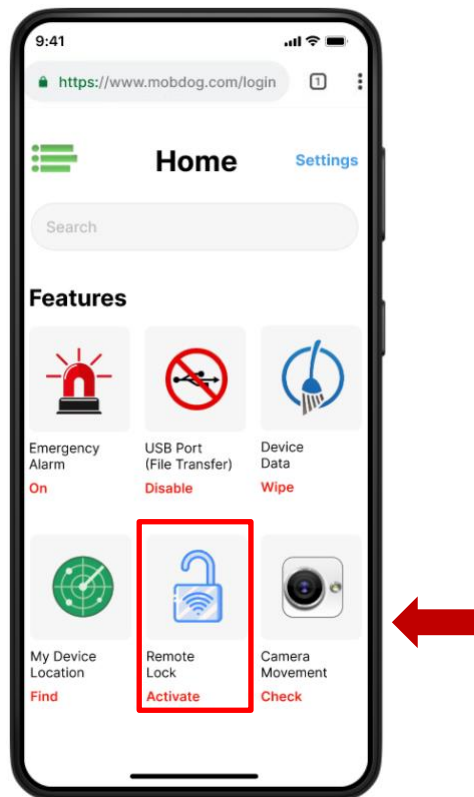 9:41
https://www.mobdog.com/login
1
Home
Settings
Search
Features
Emergency
Alarm
On
USB Port
(File Transfer)
Disable
Device
Data
Wipe
My Device
Location
Find
Remote
Lock
Activate
Camera
Movement
Check